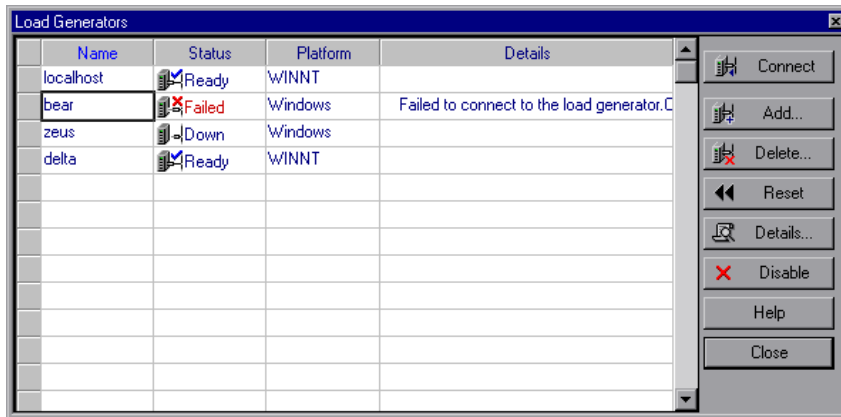 Load Generators
Name Status Platform Details
localhost Ready WINNT
bear Failed Windows Failed to connect to the load generator.C
zeus Down Windows
delta Ready WINNT
Connect
Add...
Delete...
Reset
Details...
Disable
Help
Close